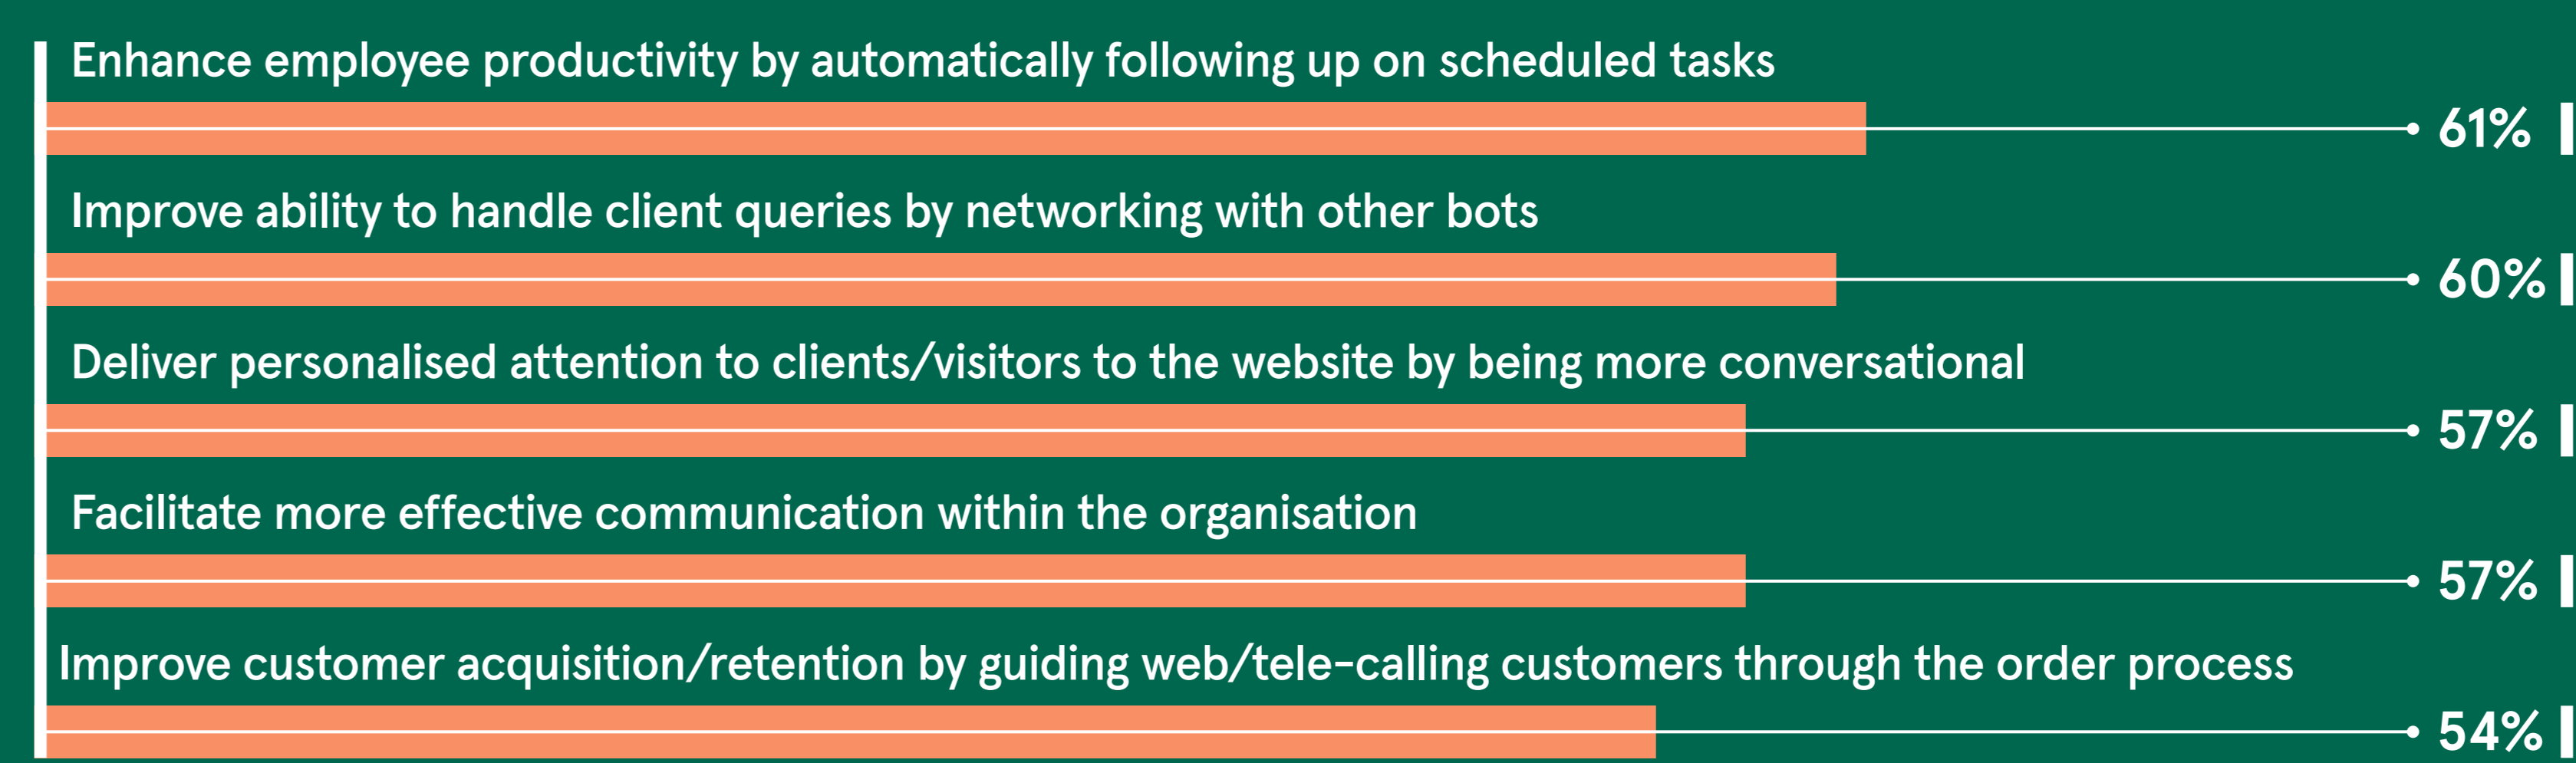 Enhance employee productivity by automatically following up on scheduled tasks
61%
Improve ability to handle client queries by networking with other bots
60%
Deliver personalised attention to clients/visitors to the website by being more conversational
57%
Facilitate more effective communication within the organisation
57%
Improve customer acquisition/retention by guiding web/tele-calling customers through the order process
54%